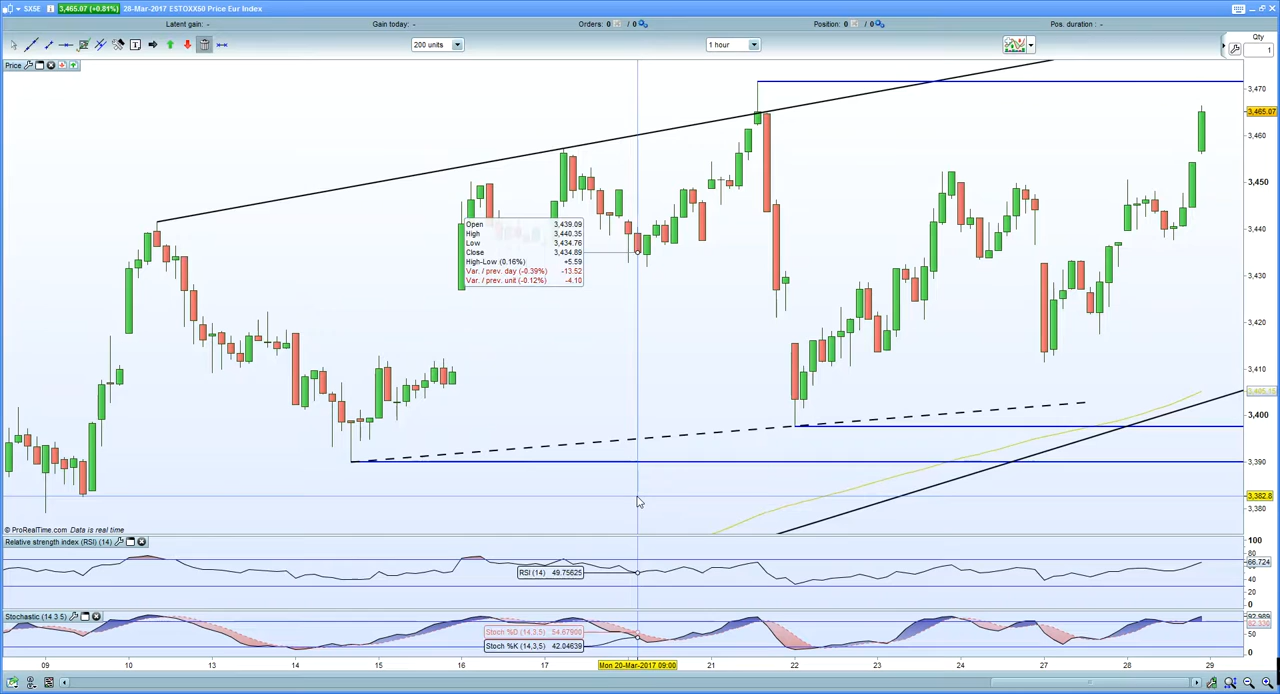 SX5E 3,465.07 (+0.81%) 28-Mar-2017 ESTOXX50 Price Eur Index
Latent gain: - Gain today: - Orders: 0 / 0 Position: 0 / 0 Pos. duration : -
200 units 1 hour Qty
1
Price
3,470
3,465.07
3,460
3,450
3,440
3,430
3,420
3,410
3,400
3,390
3,382.8
3,380
Open 3,439.09
High 3,440.35
Low 3,434.76
Close 3,434.89
High-Low (0.16%) +5.59
Var. / prev. day (-0.39%) -13.52
Var. / prev. unit (-0.12%) -4.10
© ProRealTime.com Data is real time
Relative strength index (RSI) (14)
100
80
66.724
40
20
0
RSI (14) 49.75625
Stochastic (14 3 5)
50
0
Stoch %D (14,3,5) 54.67900
Stoch %K (14,3,5) 42.04639
09 10 13 14 15 16 17 Mon 20-Mar-2017 09:00 21 22 23 24 27 28 29